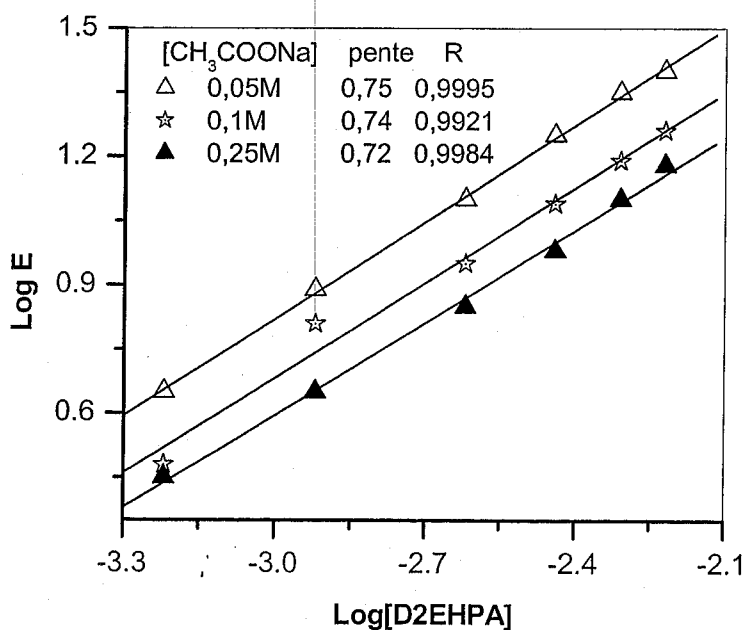 [CH3COONa] pente R
△ 0,05M 0,75 0,9995
☆ 0,1M 0,74 0,9921
▲ 0,25M 0,72 0,9984
1.5
1.2
0.9
0.6
Log E
-3.3 -3.0 -2.7 -2.4 -2.1
Log[D2EHPA]